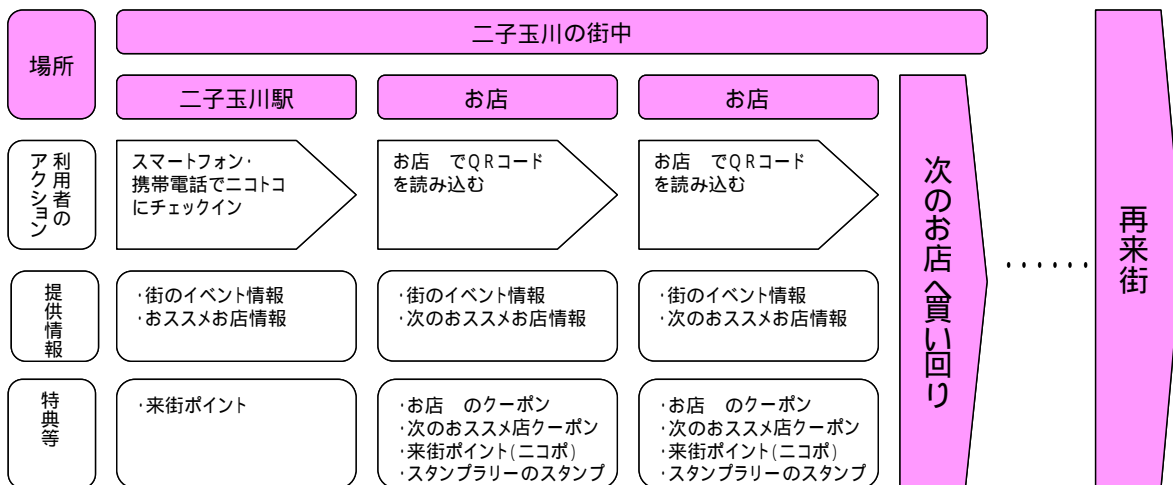 場所
二子玉川の街中
二子玉川駅
お店
お店
利用者の
アクション
スマートフォン・
携帯電話でニコトコ
にチェックイン
お店 でQRコード
を読み込む
お店 でQRコード
を読み込む
提供情報
・街のイベント情報
・おススメお店情報
・街のイベント情報
・次のおススメお店情報
・街のイベント情報
・次のおススメお店情報
特典等
・来街ポイント
・お店 のクーポン
・次のおススメ店クーポン
・来街ポイント(ニコポ)
・スタンプラリーのスタンプ
・お店 のクーポン
・次のおススメ店クーポン
・来街ポイント(ニコポ)
・スタンプラリーのスタンプ
次のお店へ買い回り
・・・・・・
再来街